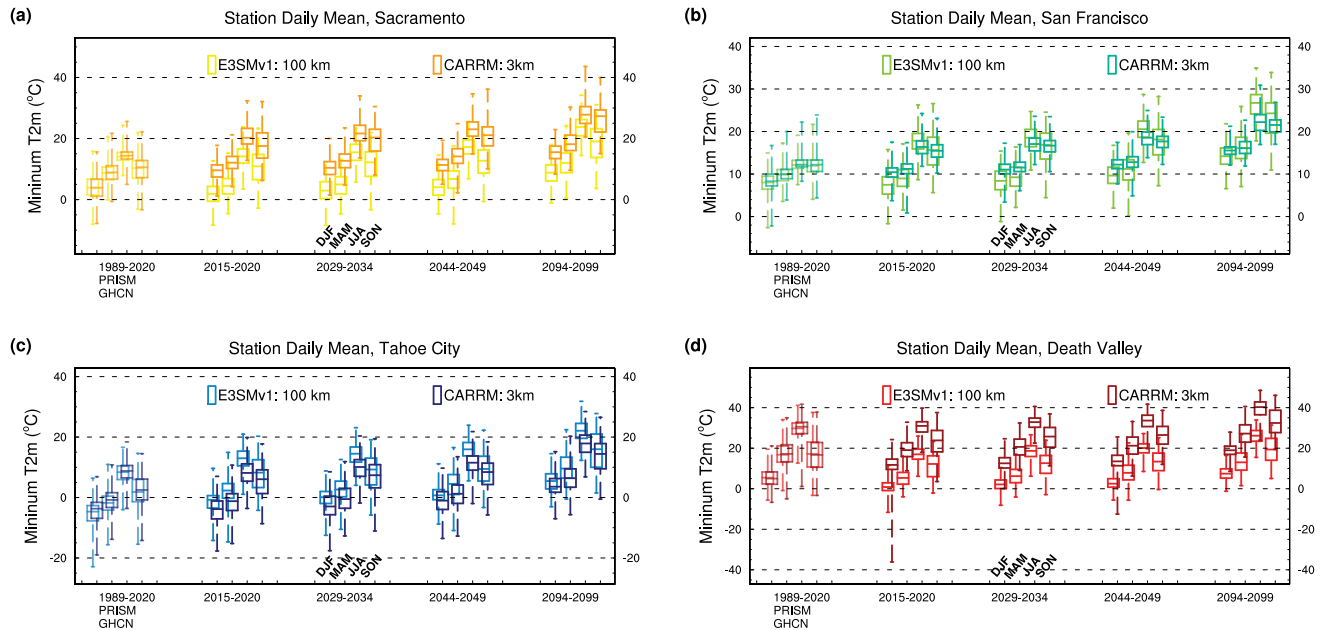 (a)
Station Daily Mean, Sacramento
E3SMv1: 100 km
CARRM: 3km
Mininum T2m (°C)
40
20
0
40
20
0
DJF
MAM
JJA
SON
1989-2020
PRISM
GHCN
2015-2020
2029-2034
2044-2049
2094-2099
(b)
Station Daily Mean, San Francisco
E3SMv1: 100 km
CARRM: 3km
Mininum T2m (°C)
40
30
20
10
0
40
30
20
10
0
DJF
MAM
JJA
SON
1989-2020
PRISM
GHCN
2015-2020
2029-2034
2044-2049
2094-2099
(c)
Station Daily Mean, Tahoe City
E3SMv1: 100 km
CARRM: 3km
Mininum T2m (°C)
40
20
0
-20
40
20
0
-20
DJF
MAM
JJA
SON
1989-2020
PRISM
GHCN
2015-2020
2029-2034
2044-2049
2094-2099
(d)
Station Daily Mean, Death Valley
E3SMv1: 100 km
CARRM: 3km
Mininum T2m (°C)
40
20
0
-20
-40
40
20
0
-20
-40
DJF
MAM
JJA
SON
1989-2020
PRISM
GHCN
2015-2020
2029-2034
2044-2049
2094-2099